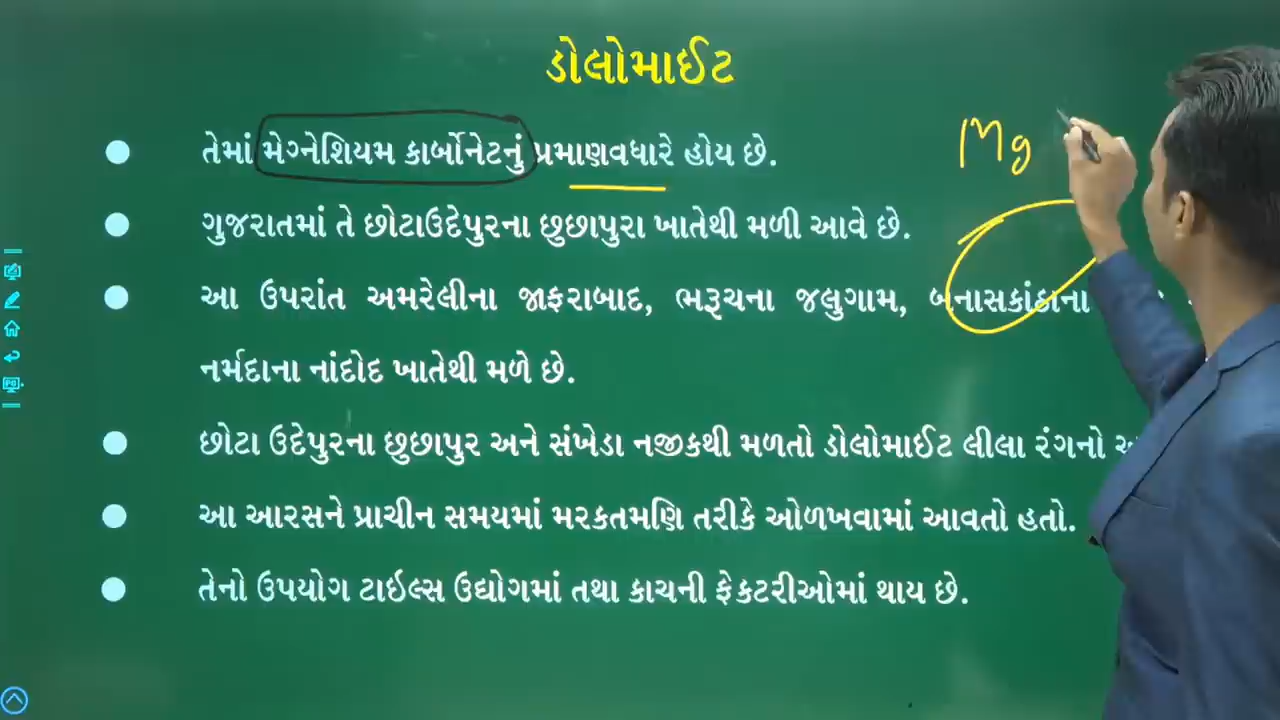 ડોલોમાઈટ
તેમાં મેગ્નેશિયમ કાર્બોનેટનું પ્રમાણવધારે હોય છે.
Mg
ગુજરાતમાં તે છોટાઉદેપુરના છુછાપુરા ખાતેથી મળી આવે છે.
આ ઉપરાંત અમરેલીના જાફરાબાદ, ભરૂચના જલુગામ, બનાસકાંઠાના
નર્મદાના નાંદોદ ખાતેથી મળે છે.
છોટા ઉદેપુરના છુછાપુર અને સંખેડા નજીકથી મળતો ડોલોમાઈટ લીલા રંગનો
આ આરસને પ્રાચીન સમયમાં મરકતમણિ તરીકે ઓળખવામાં આવતો હતો.
તેનો ઉપયોગ ટાઇલ્સ ઉદ્યોગમાં તથા કાચની ફેકટરીઓમાં થાય છે.